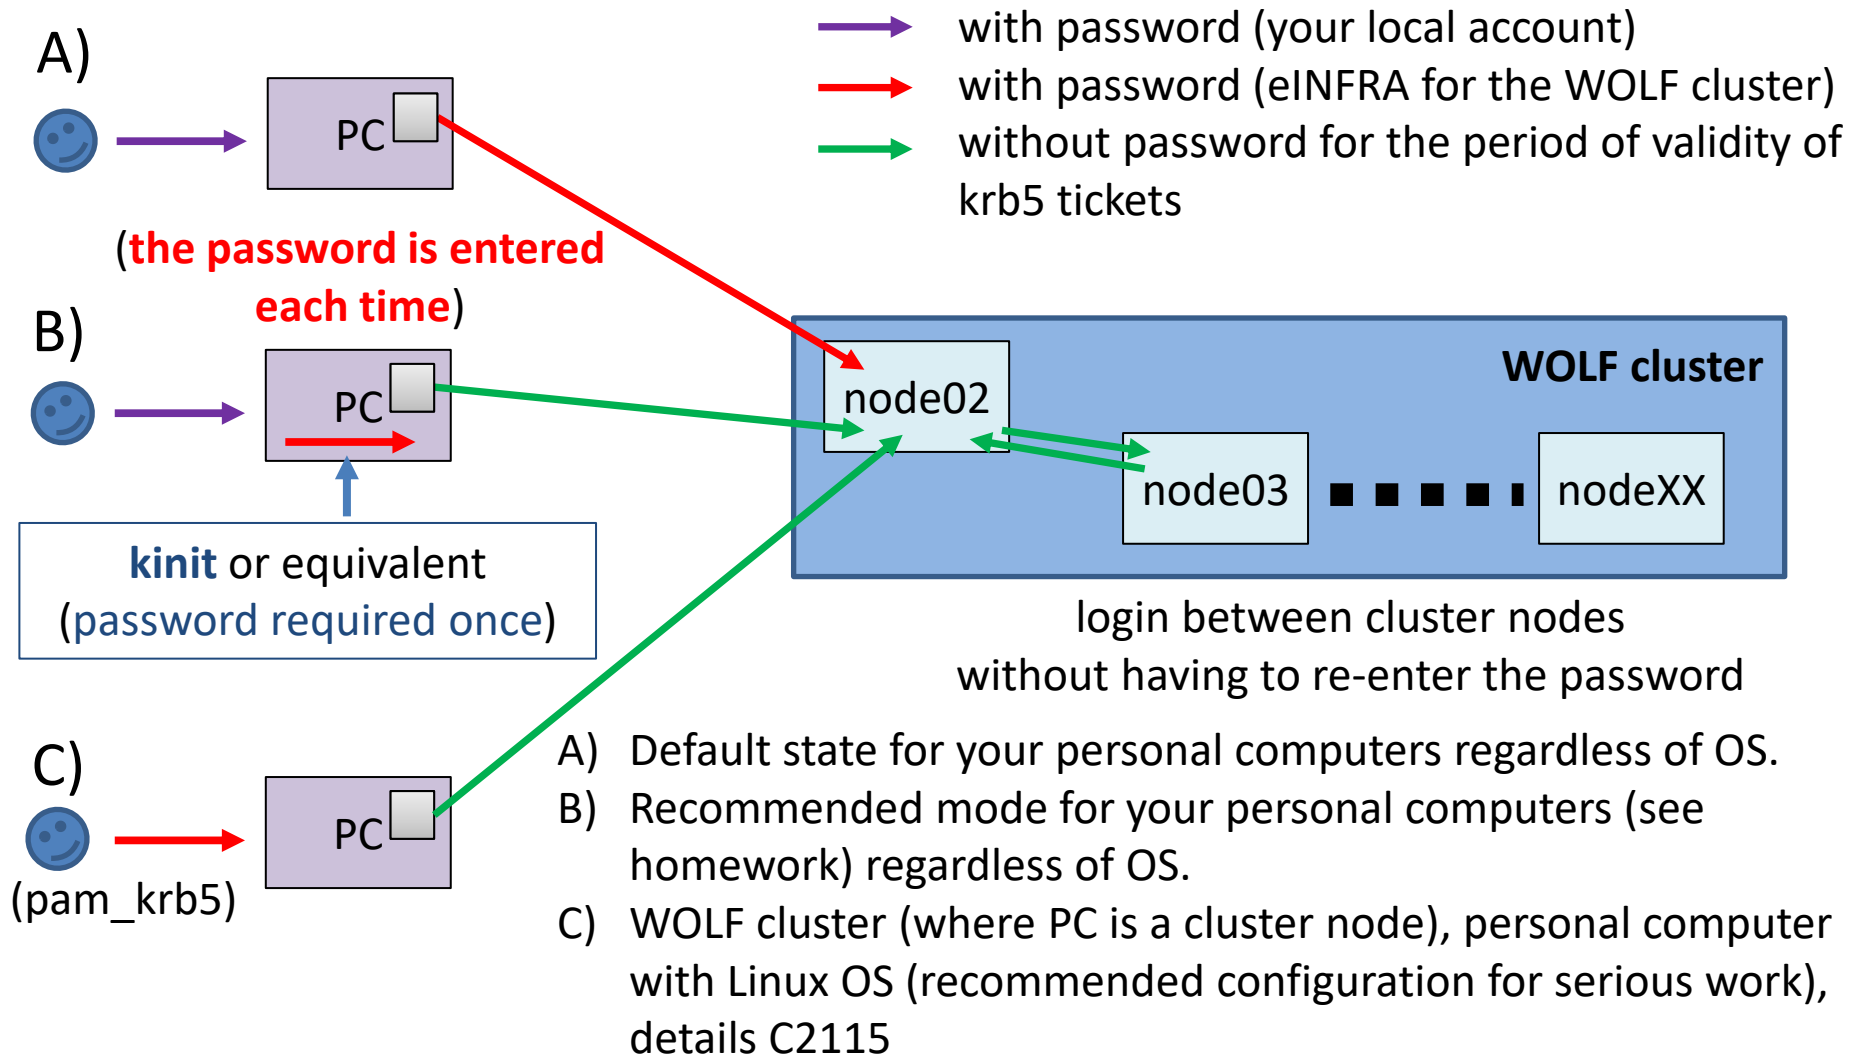 A)
with password (your local account)
with password (eINFRA for the WOLF cluster)
without password for the period of validity of
krb5 tickets
PC
(the password is entered
each time)
B)
PC
WOLF cluster
node02
node03
nodeXX
kinit or equivalent
(password required once)
login between cluster nodes
without having to re-enter the password
C)
PC
(pam_krb5)
A) Default state for your personal computers regardless of OS.
B) Recommended mode for your personal computers (see
homework) regardless of OS.
C) WOLF cluster (where PC is a cluster node), personal computer
with Linux OS (recommended configuration for serious work),
details C2115